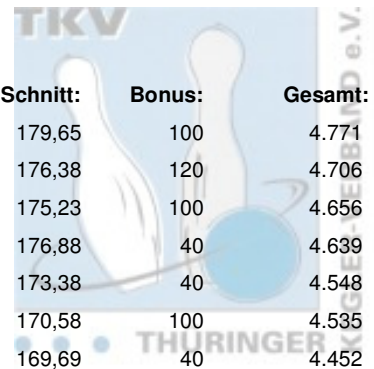 TKV
Schnitt: Bonus: Gesamt:
179,65 100 4.771
176,38 120 4.706
175,23 100 4.656
176,88 40 4.639
173,38 40 4.548
170,58 100 4.535
169,69 40 4.452
THÜRINGER KEGLER-VERBAND e.V.